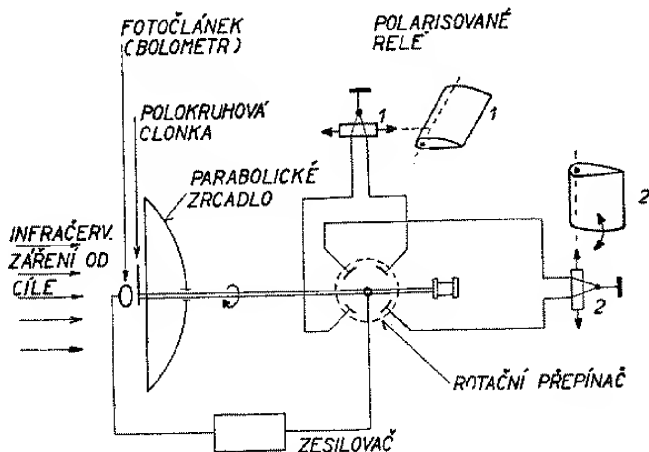 FOTOČLÁNEK
(BOLOMETR)
POLARISOVANÉ
RELÉ
POLOKRUHOVÁ
CLONKA
1
1
PARABOLICKÉ
ZRCADLO
2
INFRAČERV.
ZÁŘENÍ OD
CÍLE
2
ROTAČNÍ PŘEPÍNAČ
ZESILOVAČ